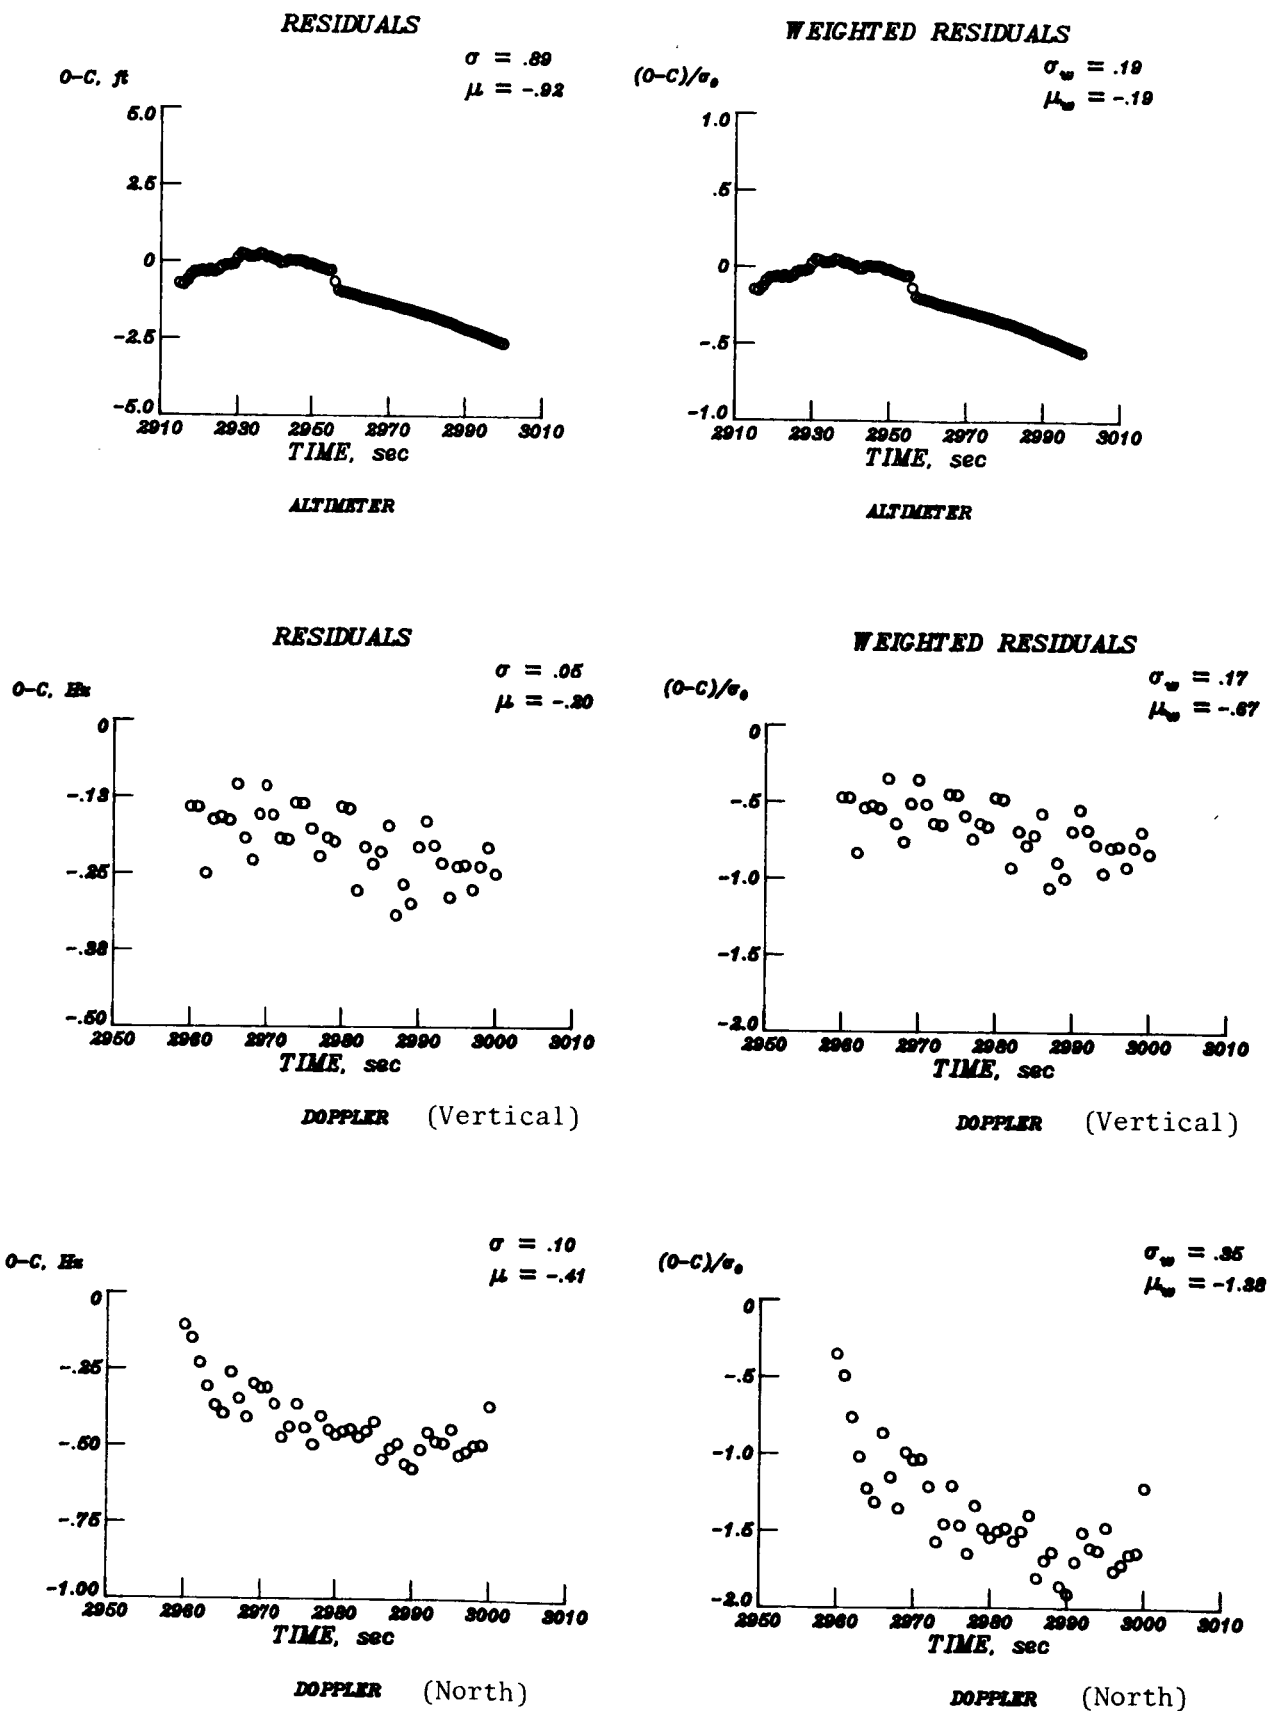 RESIDUALS
σ = .89
μ = -.92
O-C, ft
5.0
2.5
0
-2.5
-5.0
2910 2930 2950 2970 2990 3010
TIME, sec
ALTIMETER
WEIGHTED RESIDUALS
σw = .19
μw = -.19
(O-C)/σ₀
1.0
.5
0
-.5
-1.0
2910 2930 2950 2970 2990 3010
TIME, sec
ALTIMETER
RESIDUALS
σ = .05
μ = -.20
O-C, Hz
0
-.13
-.25
-.38
-.50
2950 2960 2970 2980 2990 3000 3010
TIME, sec
DOPPLER (Vertical)
WEIGHTED RESIDUALS
σw = .17
μw = -.67
(O-C)/σ₀
0
-.5
-1.0
-1.5
-2.0
2950 2960 2970 2980 2990 3000 3010
TIME, sec
DOPPLER (Vertical)
σ = .10
μ = -.41
O-C, Hz
0
-.25
-.50
-.75
-1.00
2950 2960 2970 2980 2990 3000 3010
TIME, sec
DOPPLER (North)
σw = .35
μw = -1.38
(O-C)/σ₀
0
-.5
-1.0
-1.5
-2.0
2950 2960 2970 2980 2990 3000 3010
TIME, sec
DOPPLER (North)